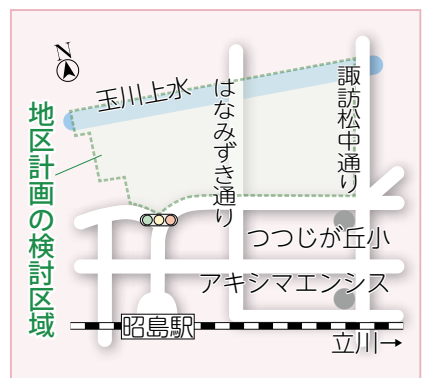 N
玉川上水
はなみずき通り
諏訪松中通り
地区計画の検討区域
つつじが丘小
アキシマエンシス
昭島駅
立川→